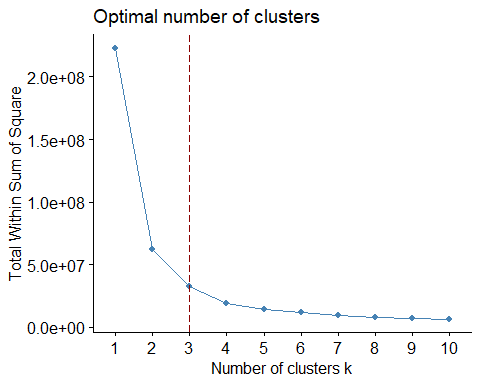 Optimal number of clusters
Total Within Sum of Square
2.0e+08
1.5e+08
1.0e+08
5.0e+07
0.0e+00
1 2 3 4 5 6 7 8 9 10
Number of clusters k